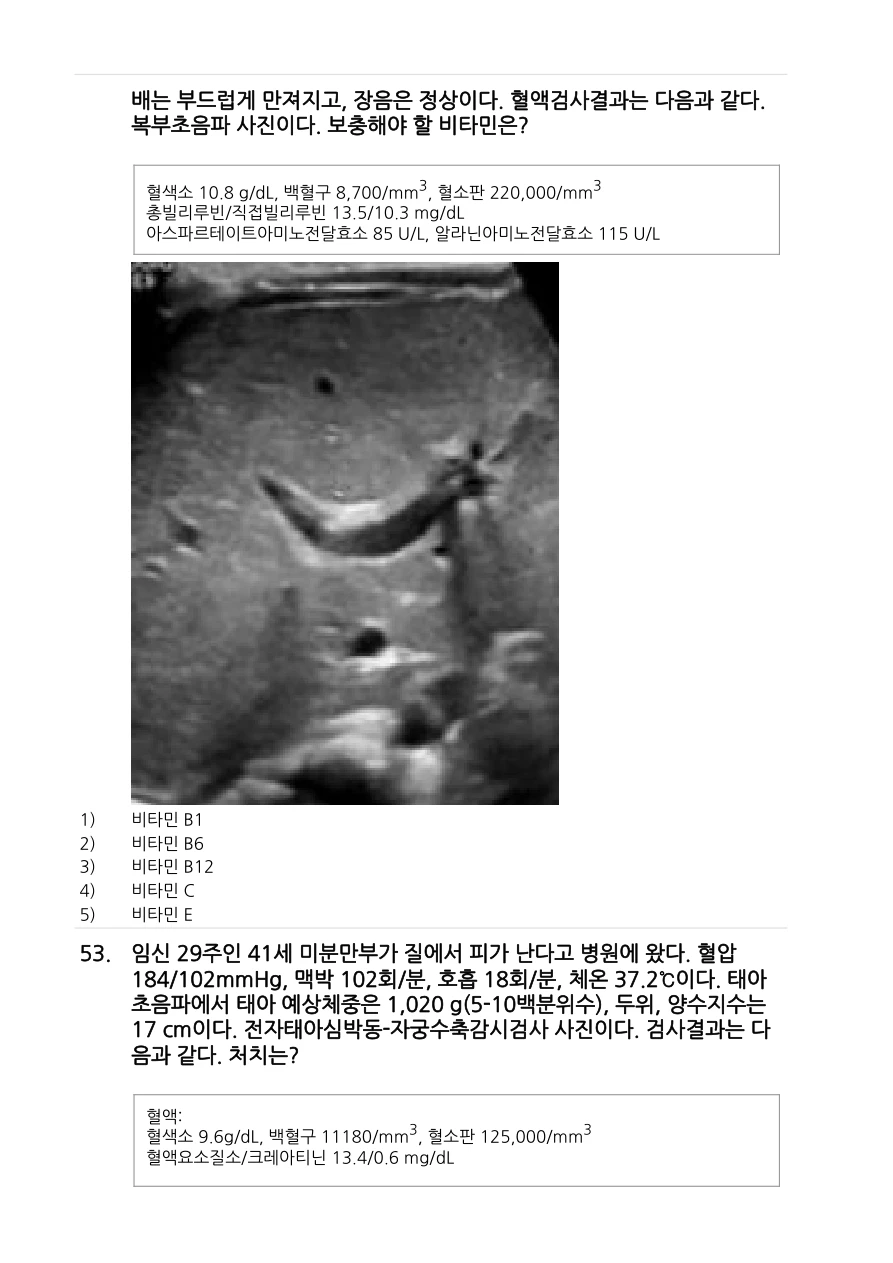 배는 부드럽게 만져지고, 장음은 정상이다. 혈액검사결과는 다음과 같다.
복부초음파 사진이다. 보충해야 할 비타민은?
혈색소 10.8 g/dL, 백혈구 8,700/mm³, 혈소판 220,000/mm³
총빌리루빈/직접빌리루빈 13.5/10.3 mg/dL
아스파르테이트아미노전달효소 85 U/L, 알라닌아미노전달효소 115 U/L
1) 비타민 B1
2) 비타민 B6
3) 비타민 B12
4) 비타민 C
5) 비타민 E
53. 임신 29주인 41세 미분만부가 질에서 피가 난다고 병원에 왔다. 혈압
184/102mmHg, 맥박 102회/분, 호흡 18회/분, 체온 37.2℃이다. 태아
초음파에서 태아 예상체중은 1,020 g(5-10백분위수), 두위, 양수지수는
17 cm이다. 전자태아심박동-자궁수축감시검사 사진이다. 검사결과는 다
음과 같다. 처치는?
혈액:
혈색소 9.6g/dL, 백혈구 11180/mm³, 혈소판 125,000/mm³
혈액요소질소/크레아티닌 13.4/0.6 mg/dL